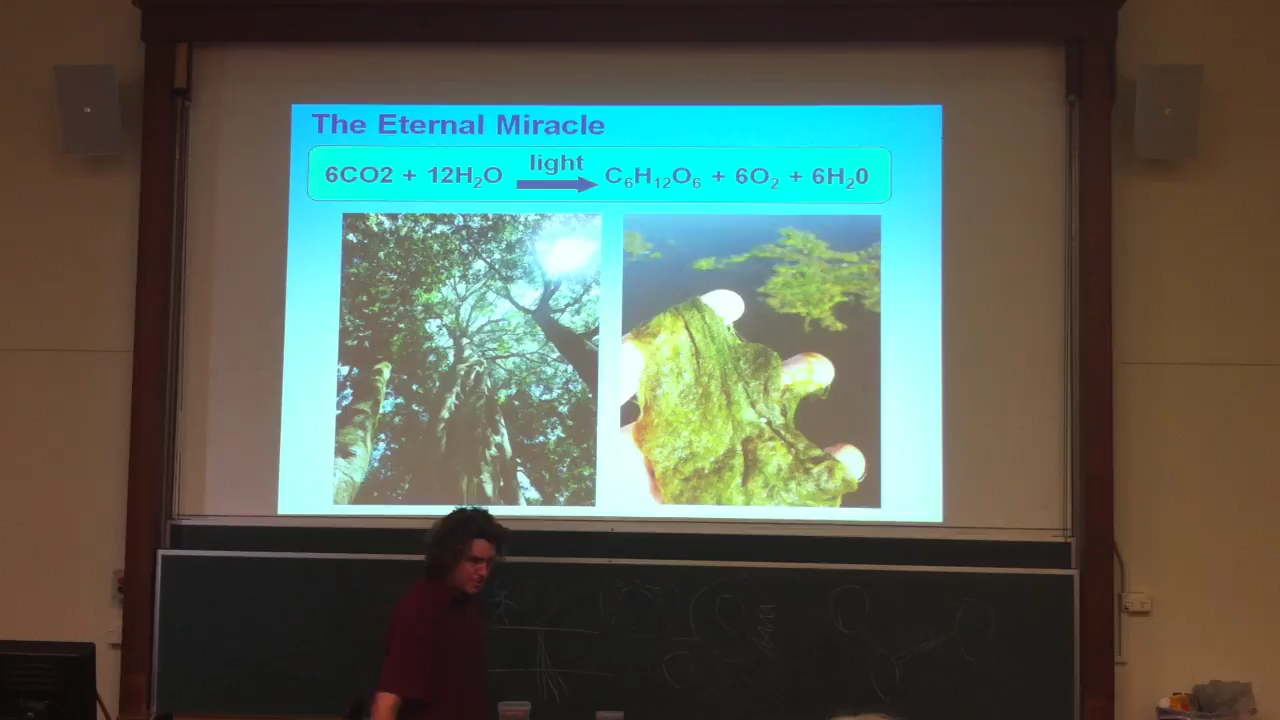 The Eternal Miracle
light
6CO2 + 12H₂O → C₆H₁₂O₆ + 6O₂ + 6H₂0